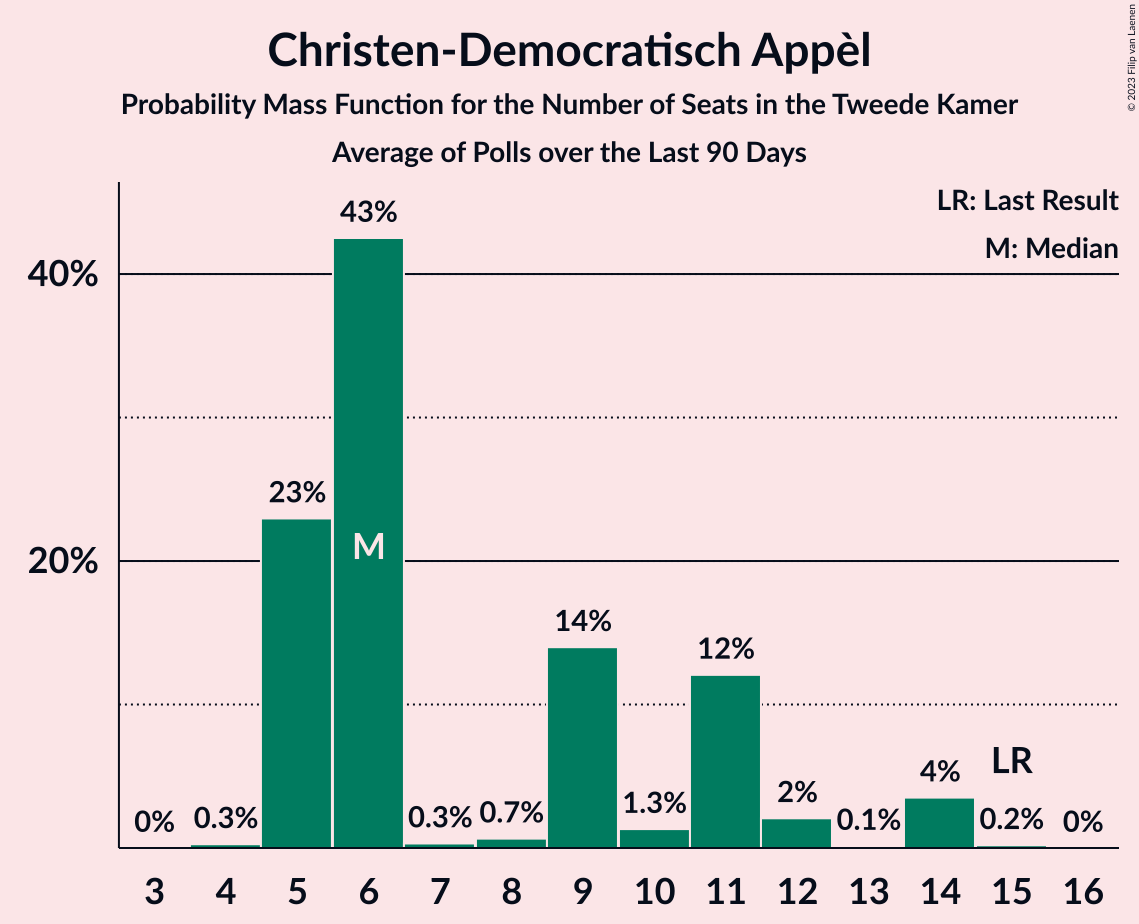 © 2023 Filip van Laenen
Christen-Democratisch Appèl
Probability Mass Function for the Number of Seats in the Tweede Kamer
Average of Polls over the Last 90 Days
LR: Last Result
M: Median
43%
40%
23%
M
20%
14%
12%
LR
4%
2%
1.3%
0.7%
0% 0.3% 0.3% 0.1% 0.2% 0%
3 4 5 6 7 8 9 10 11 12 13 14 15 16